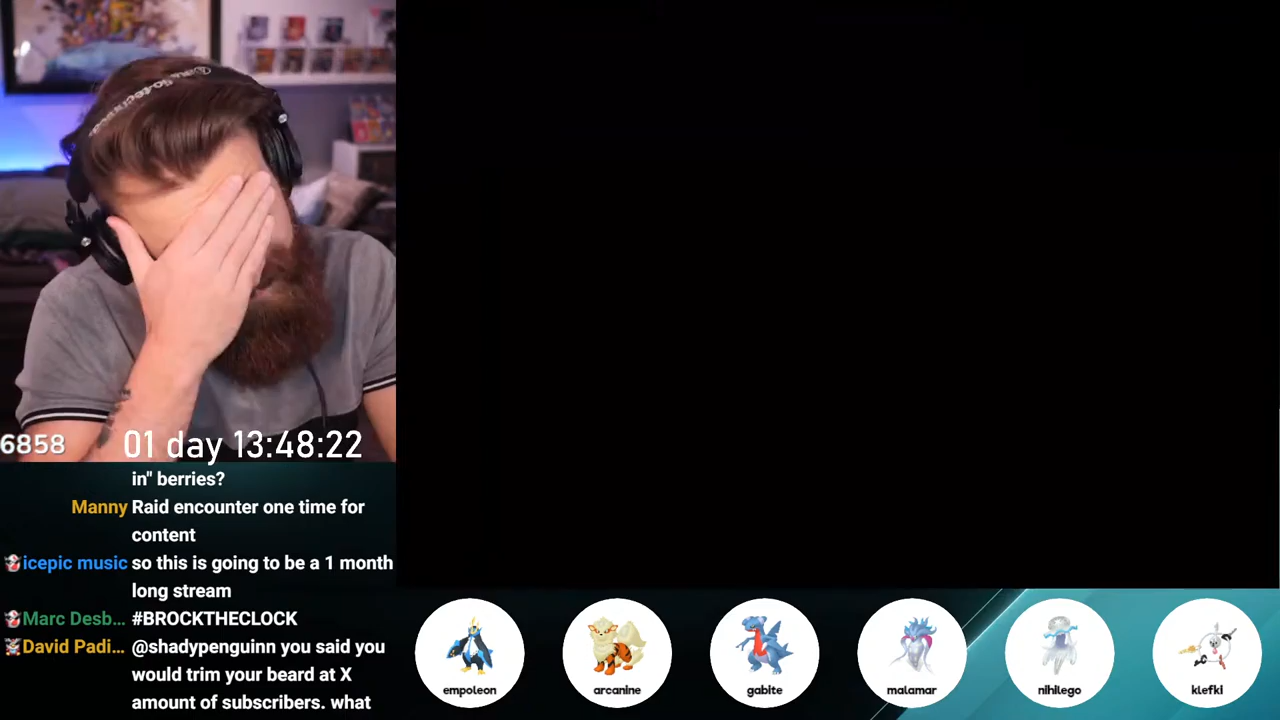 6858
01 day 13:48:22
in" berries?
Manny Raid encounter one time for
content
icepic music so this is going to be a 1 month
long stream
Marc Desb... #BROCKTHECLOCK
David Padi... @shadypenguinn you said you
would trim your beard at X
amount of subscribers. what
empoleon
arcanine
gabite
malamar
nihilego
klefki